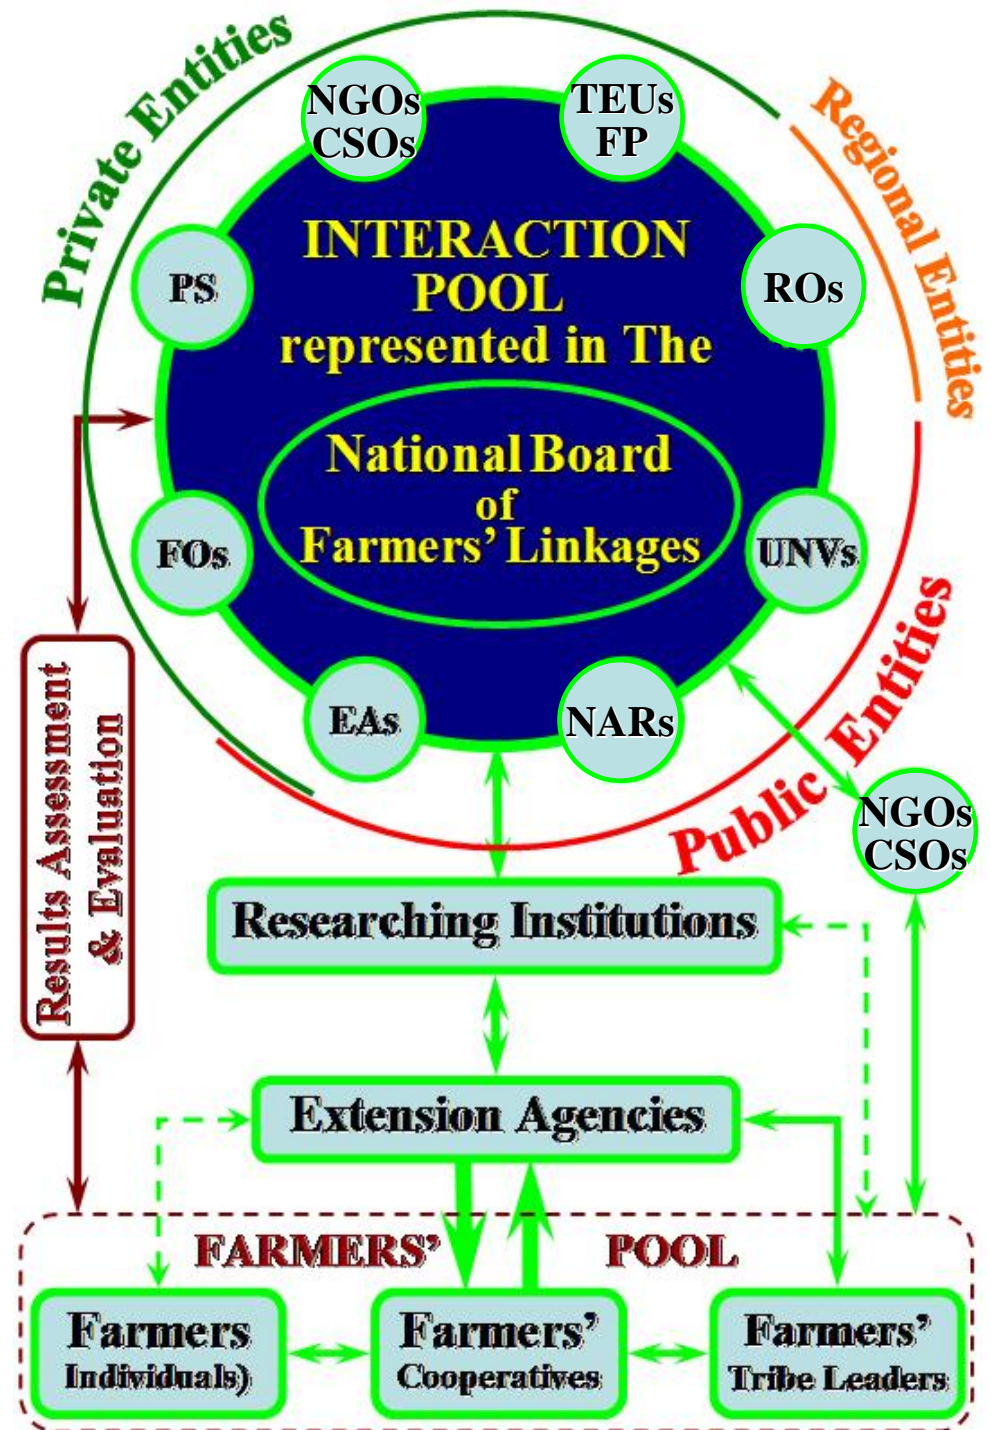 Private Entities
Regional Entities
NGOs
CSOs
TEUs
FP
PS
ROs
INTERACTION
POOL
represented in The
National Board
of
Farmers' Linkages
FOs
UNVs
EAs
NARs
Public Entities
NGOs
CSOs
Results Assessment
& Evaluation
Researching Institutions
Extension Agencies
FARMERS' POOL
Farmers
Individuals)
Farmers'
Cooperatives
Farmers'
Tribe Leaders